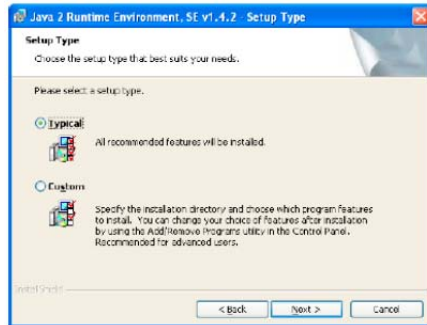 Java 2 Runtime Environment, SE v1.4.2 - Setup Type
Setup Type
Choose the setup type that best suits your needs.
Please select a setup type.
Typical
All recommended features will be installed.
Custom
Specify the installation directory and choose which program features
to install. You can change your choice of features after installation
by using the Add/Remove Programs utility in the Control Panel.
Recommended for advanced users.
InstallShield
< Back
Next >
Cancel